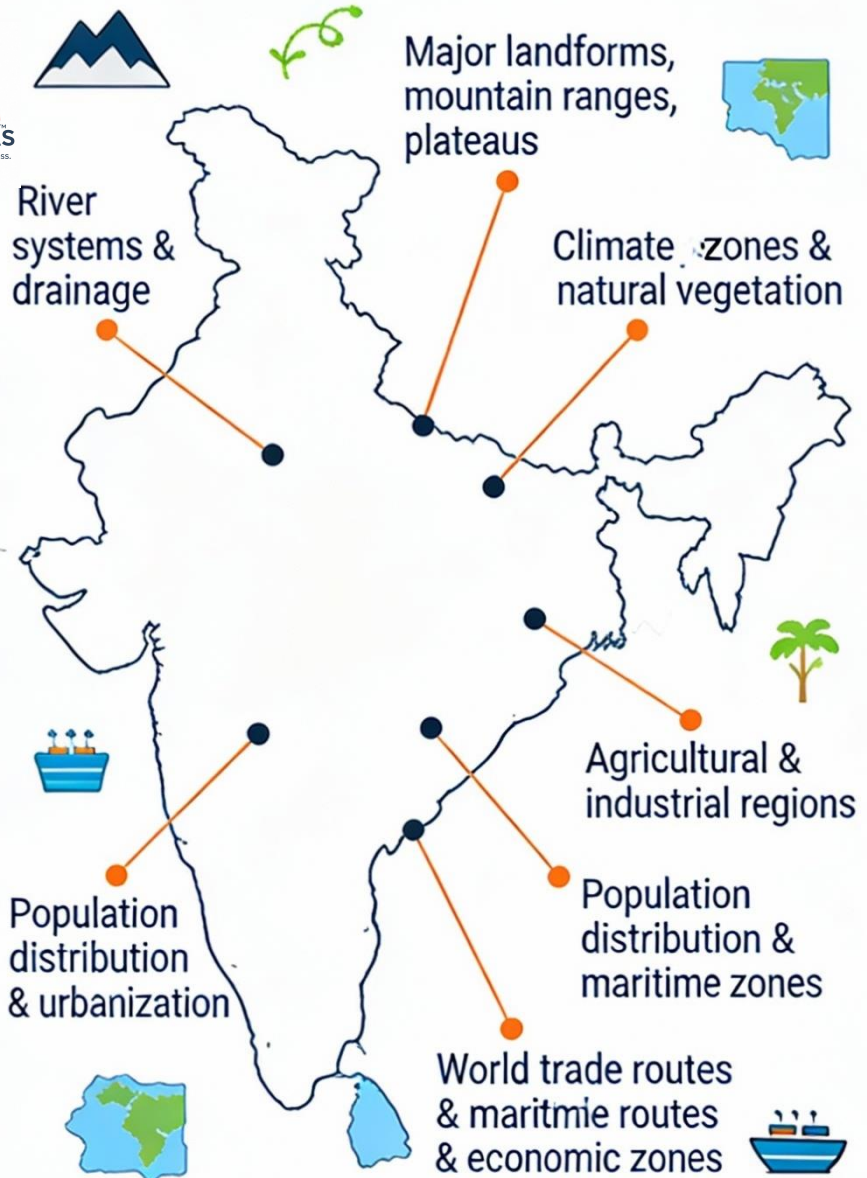 Major landforms,
mountain ranges,
plateaus
River
systems &
drainage
Climate zones &
natural vegetation
Agricultural &
industrial regions
Population
distribution
& urbanization
Population
distribution &
maritime zones
World trade routes
& maritmie routes
& economic zones